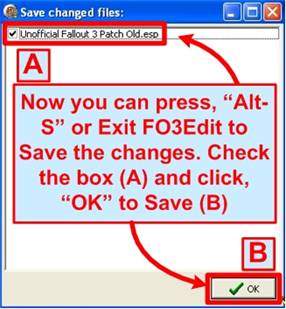 Save changed files:
Unofficial Fallout 3 Patch Old.esp
A
Now you can press, “Alt-
S” or Exit FO3Edit to
Save the changes. Check
the box (A) and click,
“OK” to Save (B)
B
OK